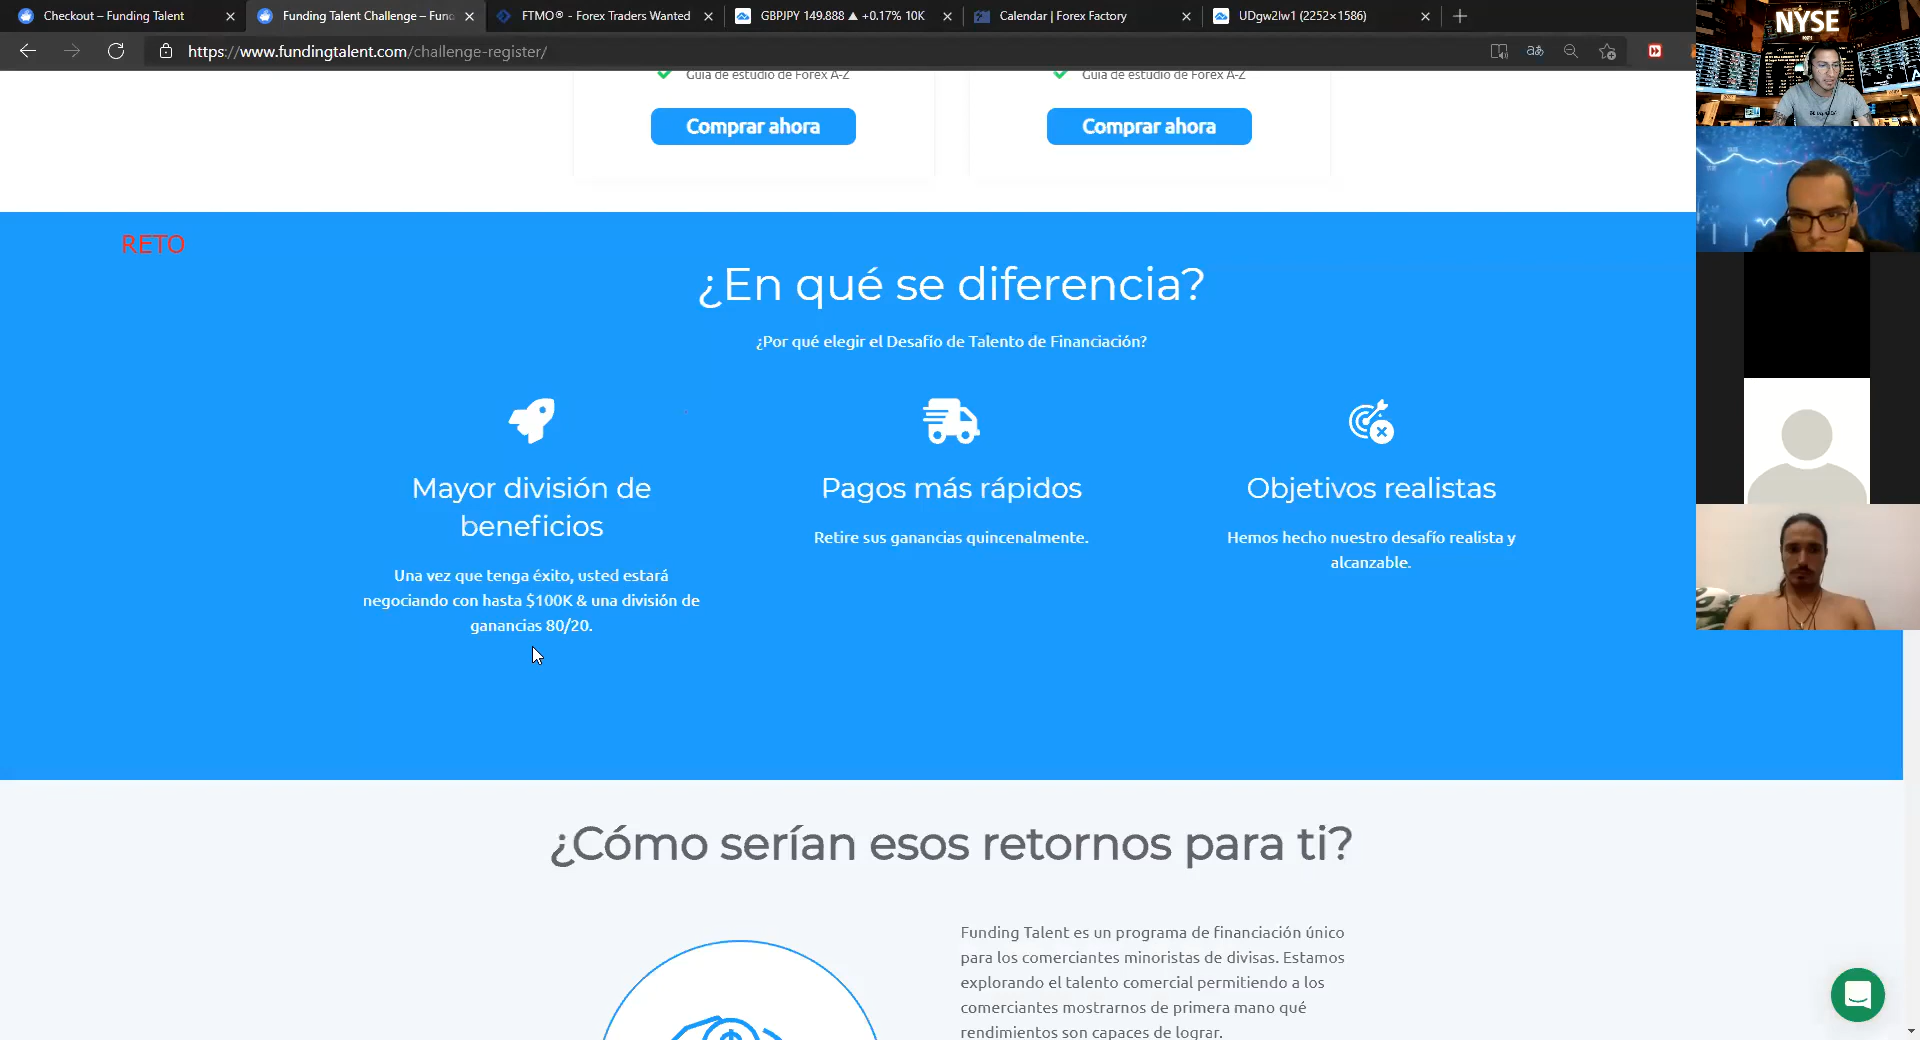 Checkout – Funding Talent
Funding Talent Challenge – Fund
FTMO® - Forex Traders Wanted
GBPJPY 149.888 ▲ +0.17% 10K
Calendar | Forex Factory
UDgw2lw1 (2252×1586)
https://www.fundingtalent.com/challenge-register/
NYSE
Guía de estudio de Forex A-Z
Guía de estudio de Forex A-Z
Comprar ahora
Comprar ahora
RETO
¿En qué se diferencia?
¿Por qué elegir el Desafío de Talento de Financiación?
Mayor división de
beneficios
Una vez que tenga éxito, usted estará
negociando con hasta $100K & una división de
ganancias 80/20.
Pagos más rápidos
Retire sus ganancias quincenalmente.
Objetivos realistas
Hemos hecho nuestro desafío realista y
alcanzable.
¿Cómo serían esos retornos para ti?
Funding Talent es un programa de financiación único
para los comerciantes minoristas de divisas. Estamos
explorando el talento comercial permitiendo a los
comerciantes mostrarnos de primera mano qué
rendimientos son capaces de lograr.